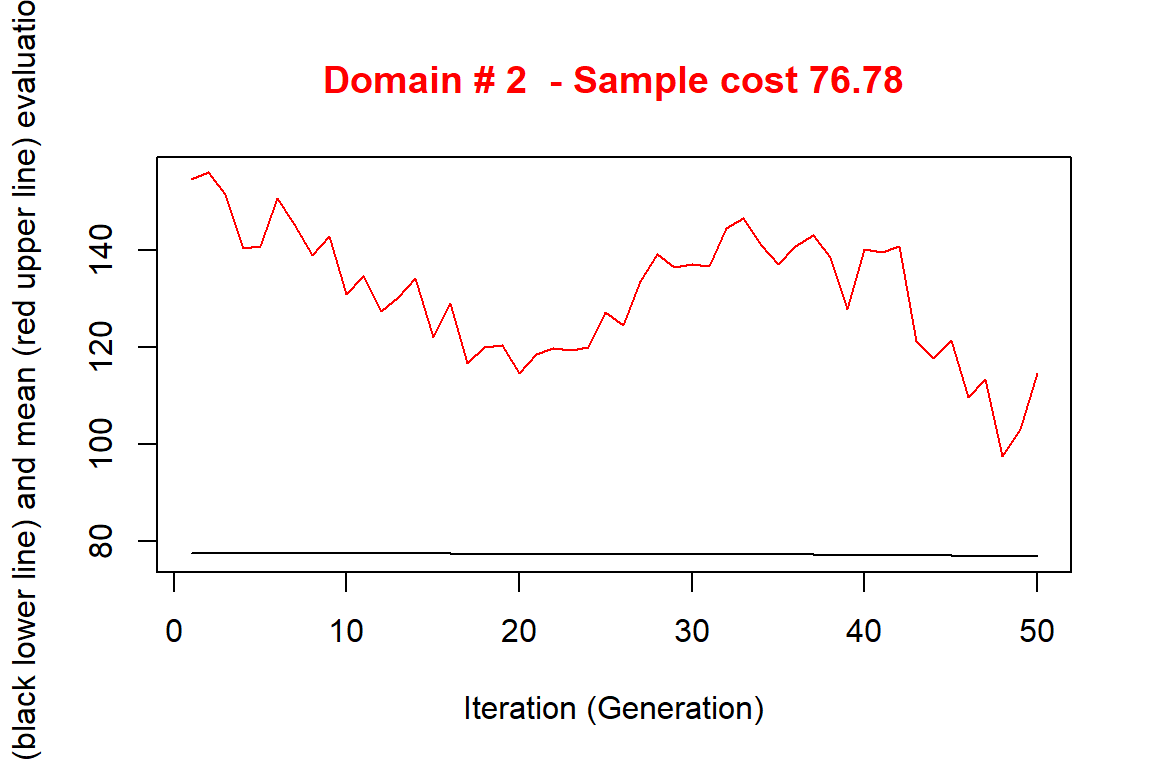 Domain # 2  - Sample cost 76.78
(black lower line) and mean (red upper line) evaluatio
140
120
100
80
0 10 20 30 40 50
Iteration (Generation)